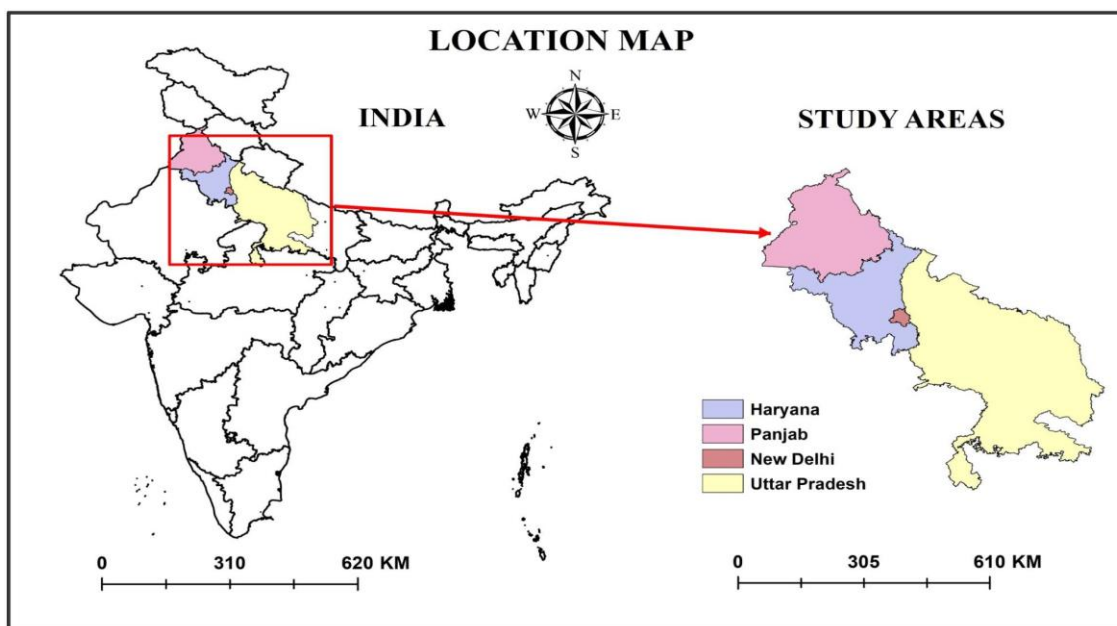 LOCATION MAP
INDIA
N
W E
S
STUDY AREAS
Haryana
Panjab
New Delhi
Uttar Pradesh
0 310 620 KM
0 305 610 KM